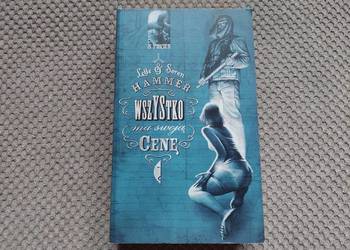 Lotte & Søren
HAMMER
WSZYSTKO
ma swoją
CENĘ